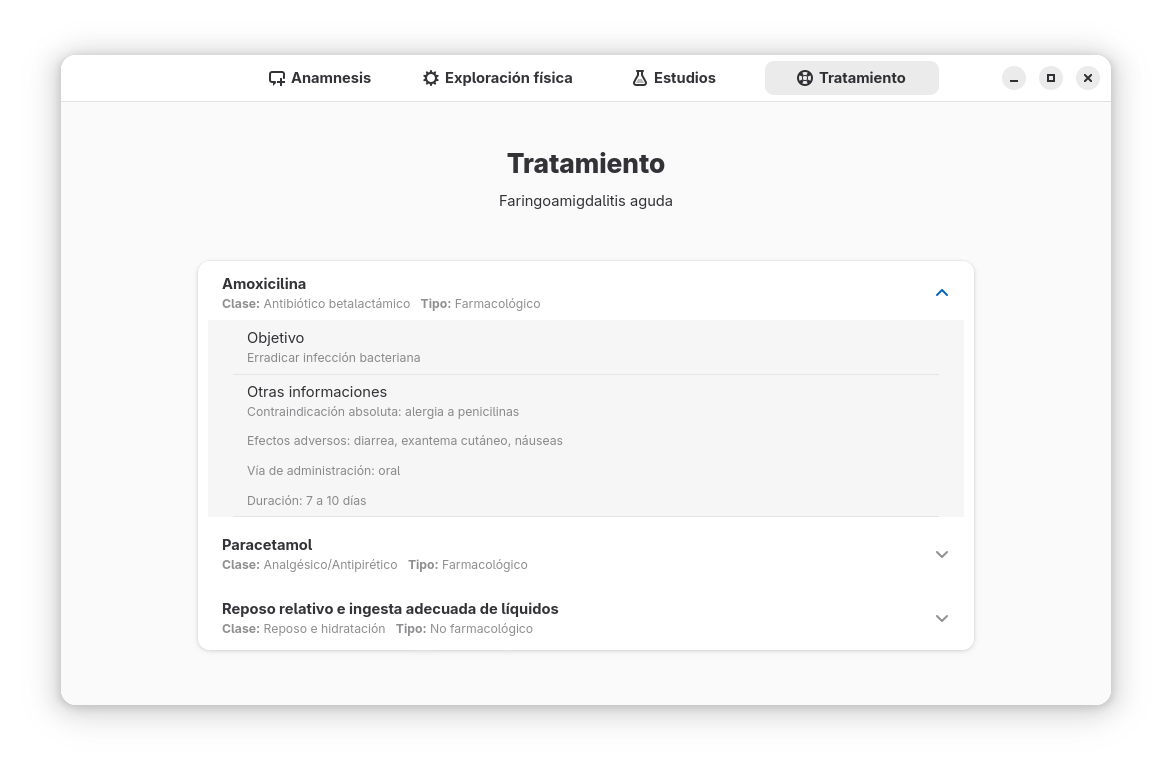 Anamnesis Exploración física Estudios Tratamiento
Tratamiento
Faringoamigdalitis aguda
Amoxicilina
Clase: Antibiótico betalactámico Tipo: Farmacológico
Objetivo
Erradicar infección bacteriana
Otras informaciones
Contraindicación absoluta: alergia a penicilinas
Efectos adversos: diarrea, exantema cutáneo, náuseas
Vía de administración: oral
Duración: 7 a 10 días
Paracetamol
Clase: Analgésico/Antipirético Tipo: Farmacológico
Reposo relativo e ingesta adecuada de líquidos
Clase: Reposo e hidratación Tipo: No farmacológico